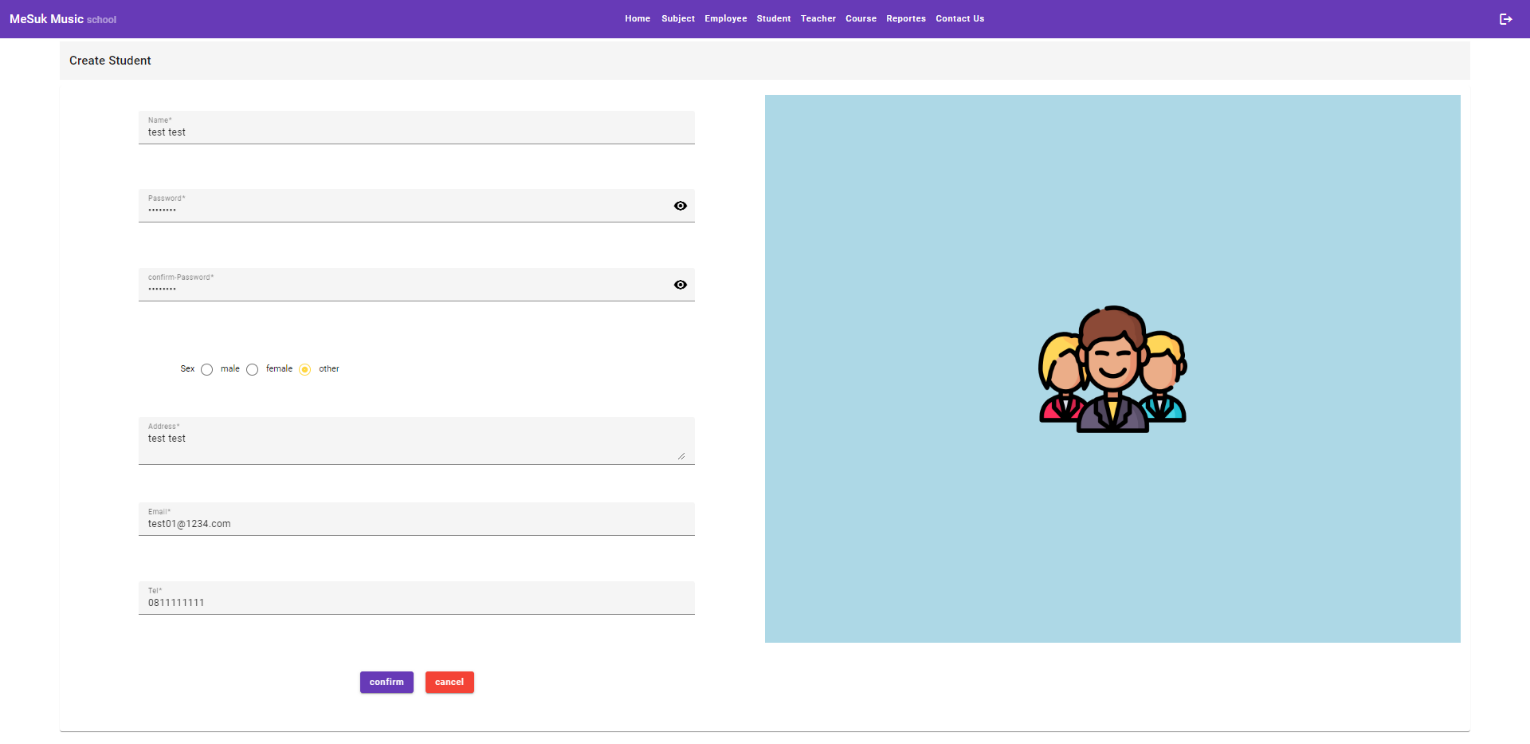 MeSuk Music school
Home Subject Employee Student Teacher Course Reportes Contact Us
Create Student
Name*
test test
Password*
••••••••
confirm-Password*
••••••••
Sex male female other
Address*
test test
Email*
test01@1234.com
Tel*
0811111111
confirm cancel